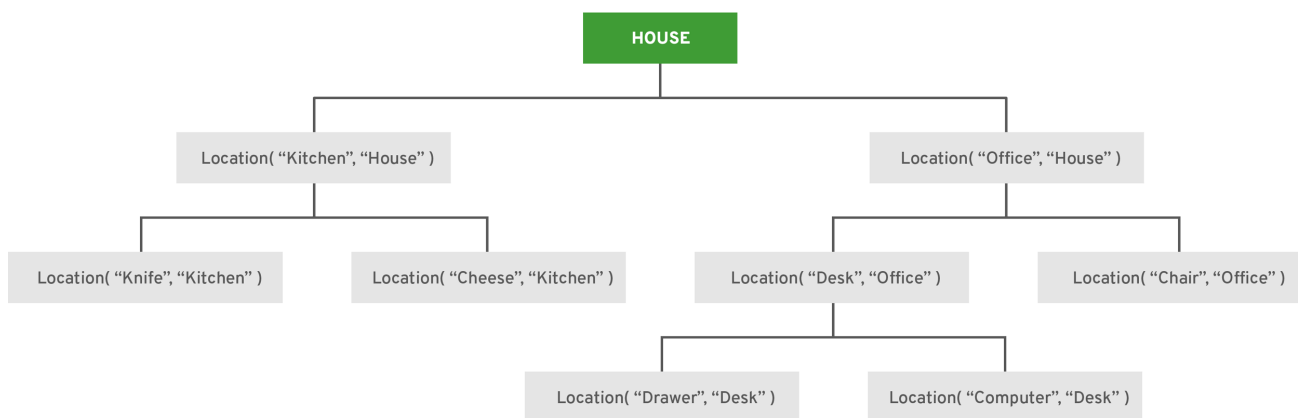 HOUSE
Location( “Kitchen”, “House” )
Location( “Office”, “House” )
Location( “Knife”, “Kitchen” )
Location( “Cheese”, “Kitchen” )
Location( “Desk”, “Office” )
Location( “Chair”, “Office” )
Location( “Drawer”, “Desk” )
Location( “Computer”, “Desk” )